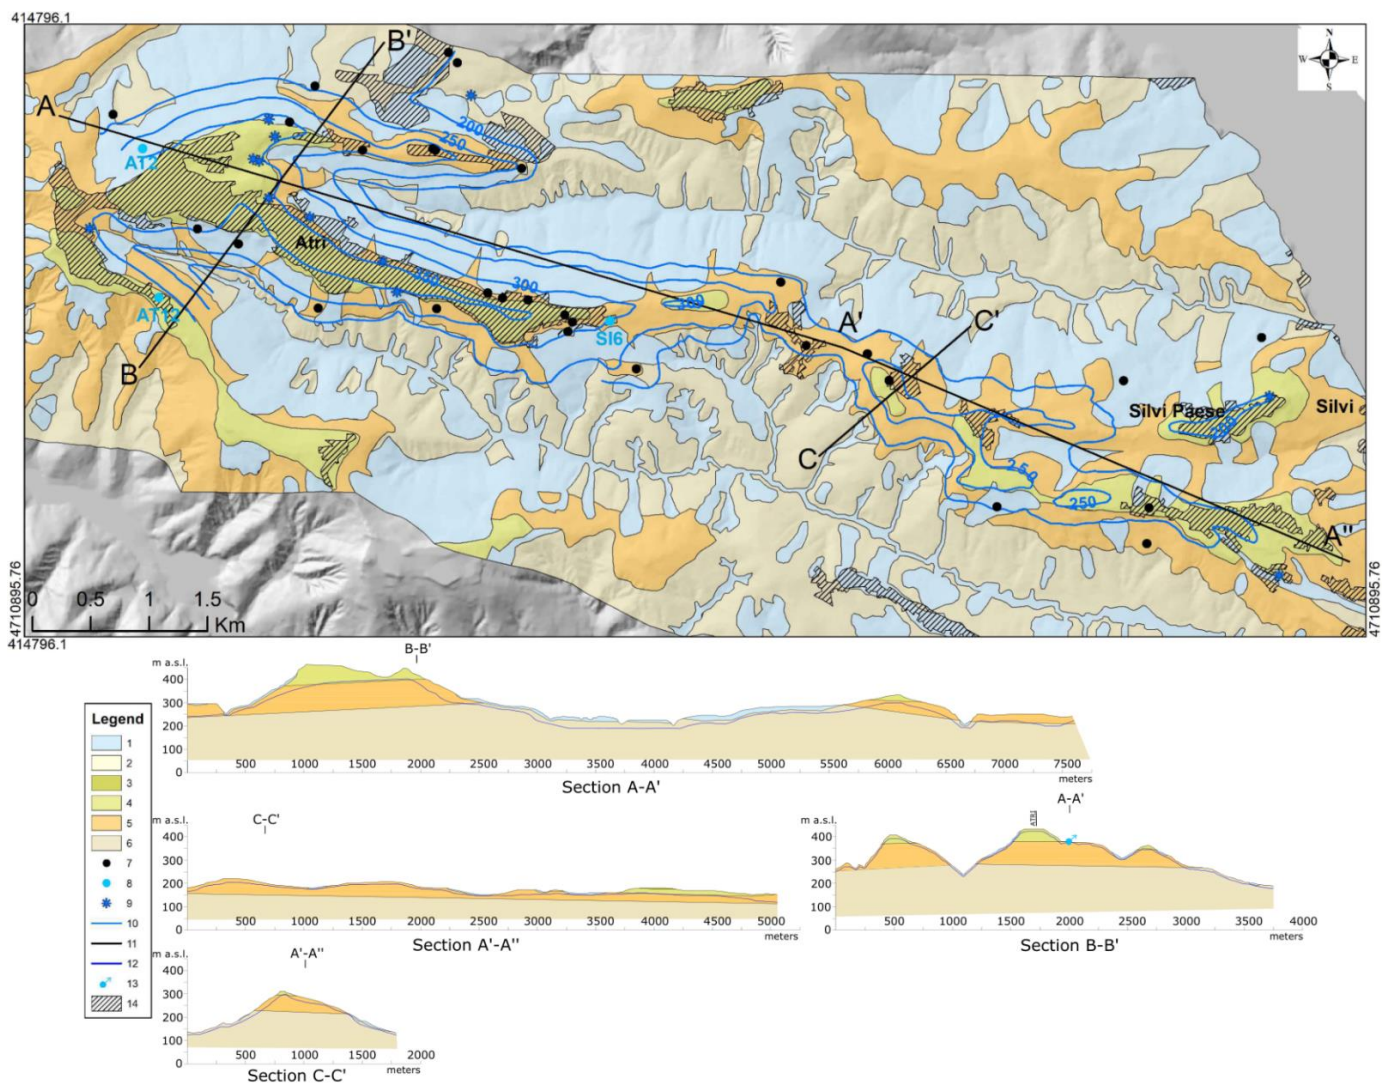 414796.1
B'
N
W E
S
A
200
250
AT2
Atri
300
300
350
AT12
SI6
A'
C'
B
Silvi Paese
Silvi
C
250
250
A''
0 0.5 1 1.5
Km
4710895.76
4710895.76
414796.1
B-B'
m a.s.l.
400
300
200
100
0
500 1000 1500 2000 2500 3000 3500 4000 4500 5000 5500 6000 6500 7000 7500
meters
Section A-A'
Legend
1
2
3
4
5
6
7
8
9
10
11
12
13
14
C-C'
m a.s.l.
400
300
200
100
0
500 1000 1500 2000 2500 3000 3500 4000 4500 5000
meters
Section A'-A''
A-A'
ATRI
m a.s.l.
400
300
200
100
0
500 1000 1500 2000 2500 3000 3500 4000
meters
Section B-B'
A'-A''
m a.s.l.
400
300
200
100
0
500 1000 1500 2000
meters
Section C-C'